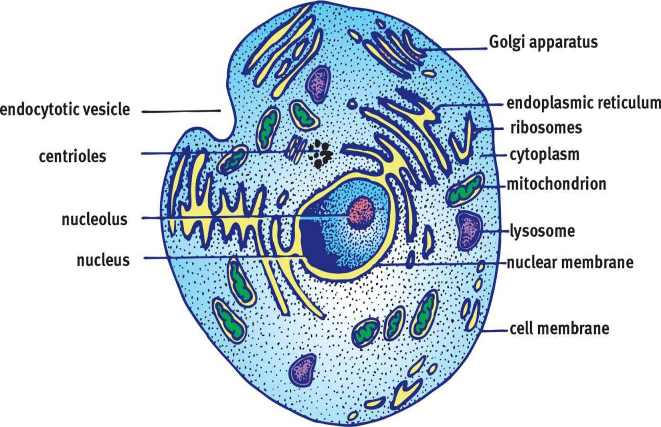 Golgi apparatus
endocytotic vesicle
endoplasmic reticulum
ribosomes
centrioles
cytoplasm
mitochondrion
nucleolus
lysosome
nucleus
nuclear membrane
cell membrane